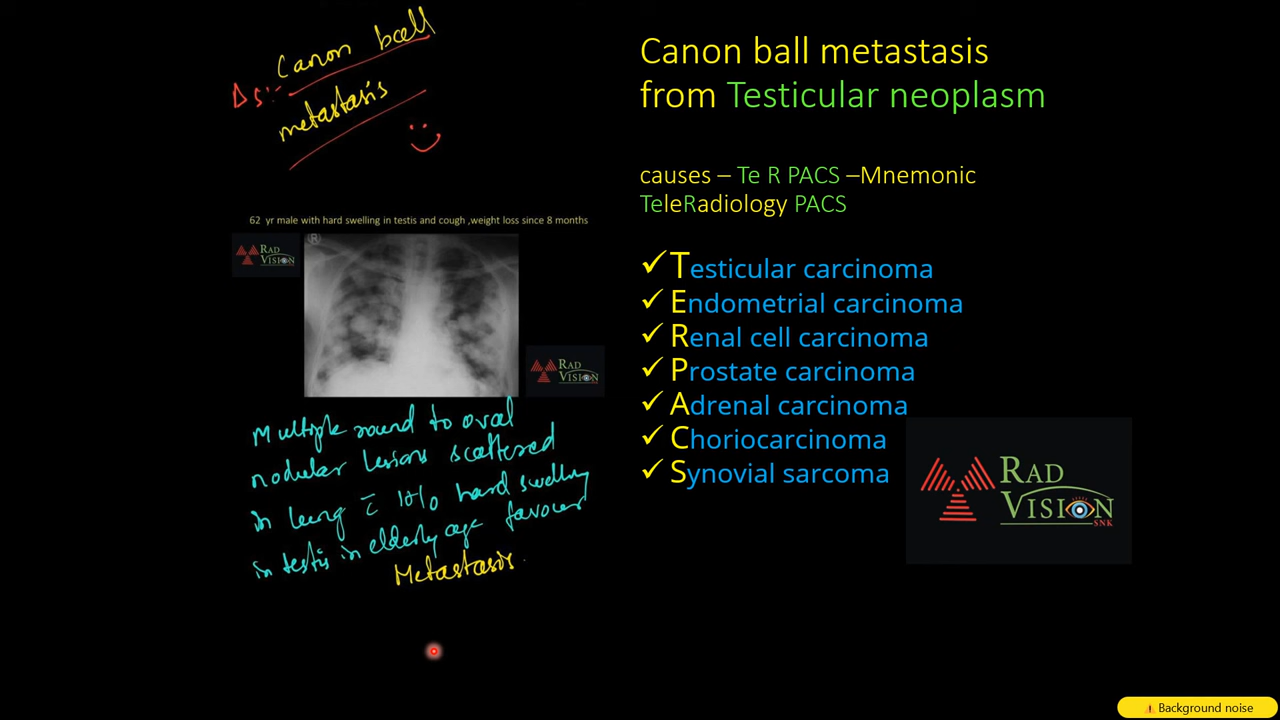 Canon ball
Δs:-
metastasis
62 yr male with hard swelling in testis and cough ,weight loss since 8 months
R
RAD
VISION
RAD
VISION
Multiple round to oval
nodular lesions scattered
in lung c̄ H/o hard swelling
in testis in elderly age favour
Metastasis.
Canon ball metastasis
from Testicular neoplasm
causes – Te R PACS –Mnemonic
TeleRadiology PACS
✓Testicular carcinoma
✓Endometrial carcinoma
✓Renal cell carcinoma
✓Prostate carcinoma
✓Adrenal carcinoma
✓Choriocarcinoma
✓Synovial sarcoma
RAD
VISION
SNK
Background noise